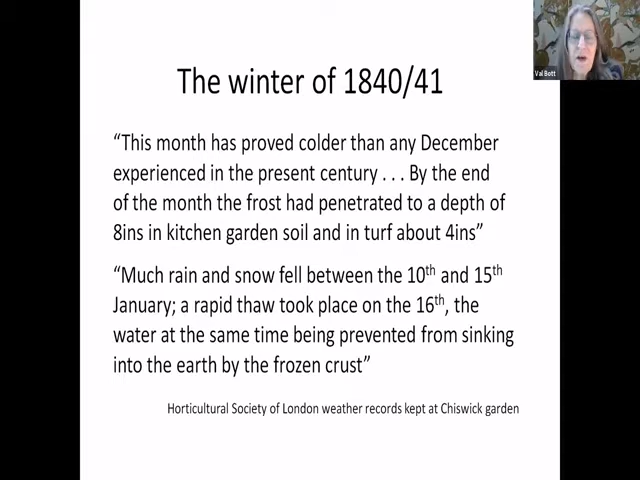 The winter of 1840/41
“This month has proved colder than any December
experienced in the present century . . . By the end
of the month the frost had penetrated to a depth of
8ins in kitchen garden soil and in turf about 4ins”
“Much rain and snow fell between the 10th and 15th
January; a rapid thaw took place on the 16th, the
water at the same time being prevented from sinking
into the earth by the frozen crust”
Horticultural Society of London weather records kept at Chiswick garden
Val Bott